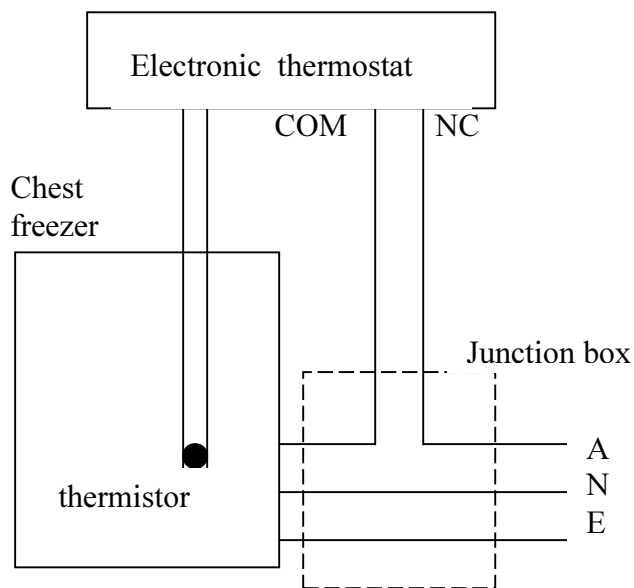 Electronic thermostat
COM NC
Chest
freezer
Junction box
A
thermistor
N
E